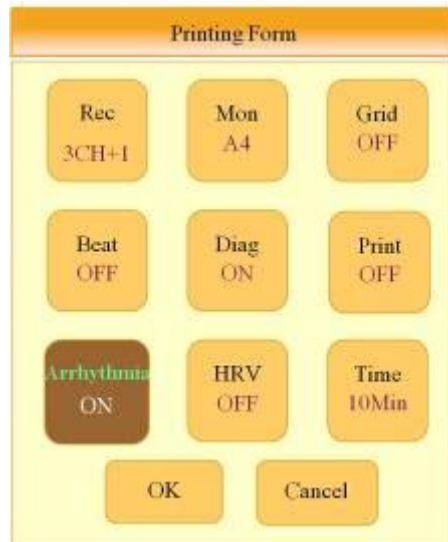 Printing Form
Rec Mon Grid
3CH+1 A4 OFF
Beat Diag Print
OFF ON OFF
Arrhythmia HRV Time
ON OFF 10Min
OK Cancel